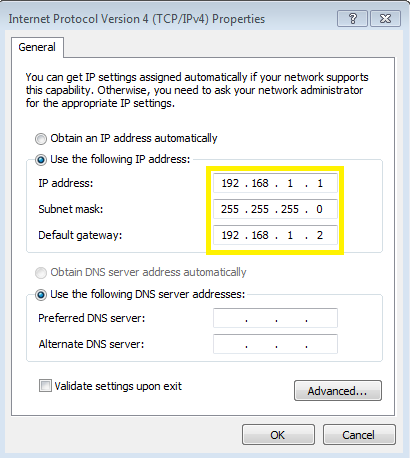 Internet Protocol Version 4 (TCP/IPv4) Properties
?
General
You can get IP settings assigned automatically if your network supports
this capability. Otherwise, you need to ask your network administrator
for the appropriate IP settings.
Obtain an IP address automatically
Use the following IP address:
IP address: 192 . 168 . 1 . 1
Subnet mask: 255 . 255 . 255 . 0
Default gateway: 192 . 168 . 1 . 2
Obtain DNS server address automatically
Use the following DNS server addresses:
Preferred DNS server: . . .
Alternate DNS server: . . .
Validate settings upon exit
Advanced...
OK Cancel